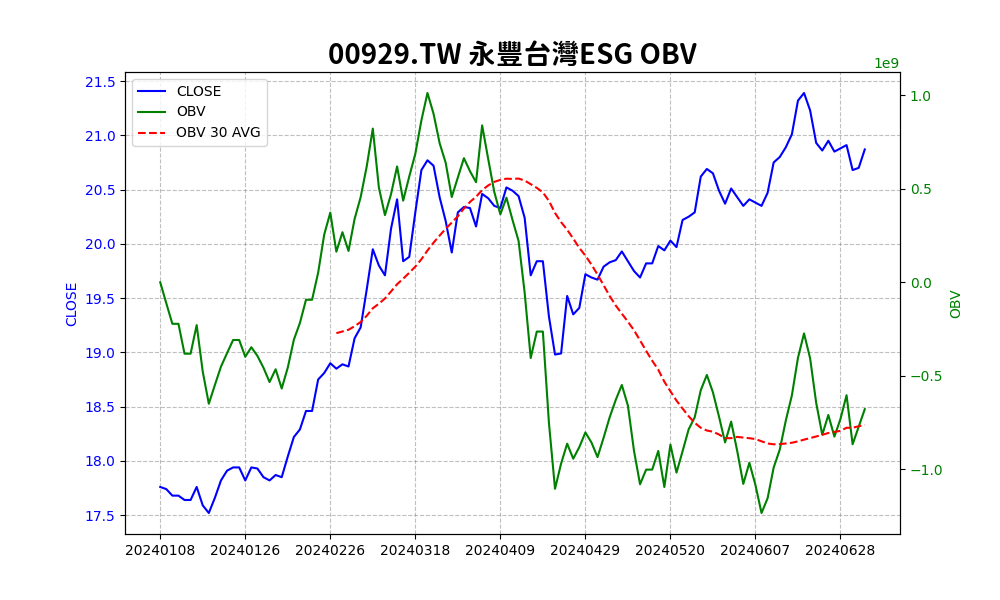 00929.TW 永豐台灣ESG OBV
1e9
CLOSE
OBV
OBV 30 AVG
21.5
21.0
20.5
20.0
19.5
19.0
18.5
18.0
17.5
CLOSE
1.0
0.5
0.0
−0.5
−1.0
OBV
20240108 20240126 20240226 20240318 20240409 20240429 20240520 20240607 20240628